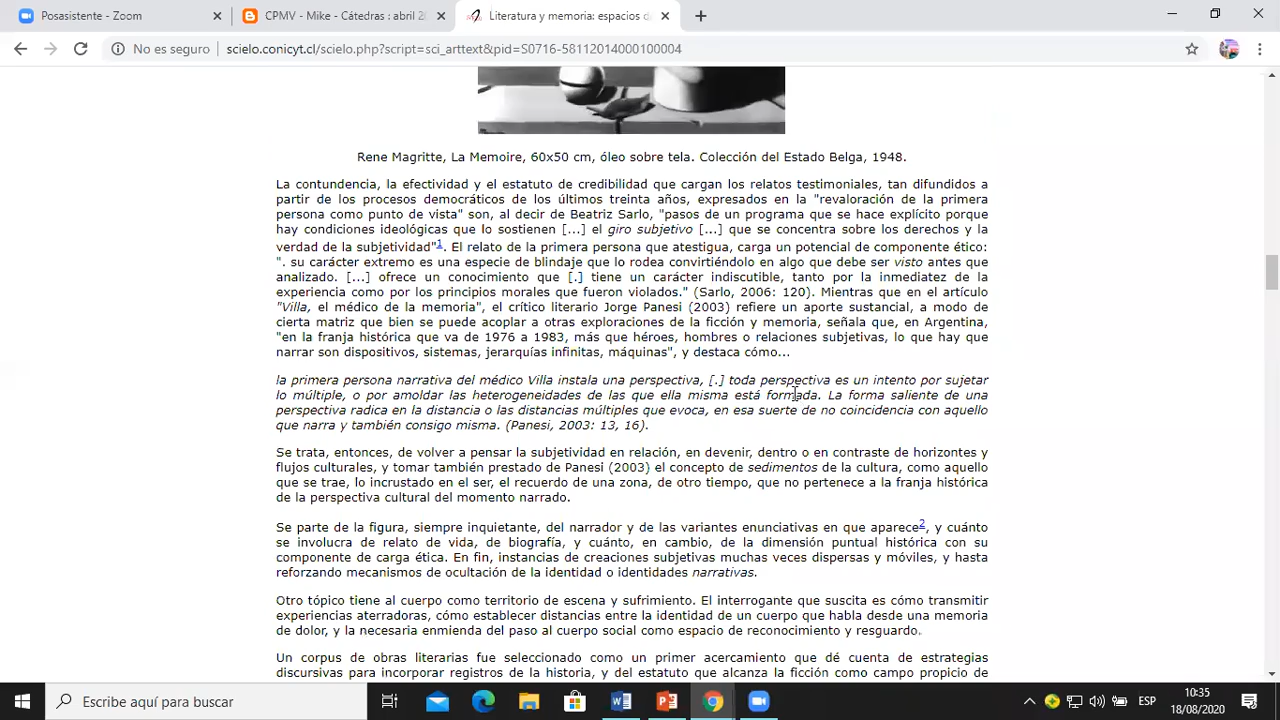 Posasistente - Zoom
CPMV - Mike - Cátedras : abril 20
Literatura y memoria: espacios d
No es seguro
scielo.conicyt.cl/scielo.php?script=sci_arttext&pid=S0716-58112014000100004
Rene Magritte, La Memoire, 60x50 cm, óleo sobre tela. Colección del Estado Belga, 1948.
La contundencia, la efectividad y el estatuto de credibilidad que cargan los relatos testimoniales, tan difundidos a
partir de los procesos democráticos de los últimos treinta años, expresados en la "revaloración de la primera
persona como punto de vista" son, al decir de Beatriz Sarlo, "pasos de un programa que se hace explícito porque
hay condiciones ideológicas que lo sostienen [...] el giro subjetivo [...] que se concentra sobre los derechos y la
verdad de la subjetividad"1. El relato de la primera persona que atestigua, carga un potencial de componente ético:
". su carácter extremo es una especie de blindaje que lo rodea convirtiéndolo en algo que debe ser visto antes que
analizado. [...] ofrece un conocimiento que [.] tiene un carácter indiscutible, tanto por la inmediatez de la
experiencia como por los principios morales que fueron violados." (Sarlo, 2006: 120). Mientras que en el artículo
"Villa, el médico de la memoria", el crítico literario Jorge Panesi (2003) refiere un aporte sustancial, a modo de
cierta matriz que bien se puede acoplar a otras exploraciones de la ficción y memoria, señala que, en Argentina,
"en la franja histórica que va de 1976 a 1983, más que héroes, hombres o relaciones subjetivas, lo que hay que
narrar son dispositivos, sistemas, jerarquías infinitas, máquinas", y destaca cómo...
la primera persona narrativa del médico Villa instala una perspectiva, [.] toda perspectiva es un intento por sujetar
lo múltiple, o por amoldar las heterogeneidades de las que ella misma está formada. La forma saliente de una
perspectiva radica en la distancia o las distancias múltiples que evoca, en esa suerte de no coincidencia con aquello
que narra y también consigo misma. (Panesi, 2003: 13, 16).
Se trata, entonces, de volver a pensar la subjetividad en relación, en devenir, dentro o en contraste de horizontes y
flujos culturales, y tomar también prestado de Panesi (2003) el concepto de sedimentos de la cultura, como aquello
que se trae, lo incrustado en el ser, el recuerdo de una zona, de otro tiempo, que no pertenece a la franja histórica
de la perspectiva cultural del momento narrado.
Se parte de la figura, siempre inquietante, del narrador y de las variantes enunciativas en que aparece2, y cuánto
se involucra de relato de vida, de biografía, y cuánto, en cambio, de la dimensión puntual histórica con su
componente de carga ética. En fin, instancias de creaciones subjetivas muchas veces dispersas y móviles, y hasta
reforzando mecanismos de ocultación de la identidad o identidades narrativas.
Otro tópico tiene al cuerpo como territorio de escena y sufrimiento. El interrogante que suscita es cómo transmitir
experiencias aterradoras, cómo establecer distancias entre la identidad de un cuerpo que habla desde una memoria
de dolor, y la necesaria enmienda del paso al cuerpo social como espacio de reconocimiento y resguardo.
Un corpus de obras literarias fue seleccionado como un primer acercamiento que dé cuenta de estrategias
discursivas para incorporar registros de la historia, y del estatuto que alcanza la ficción como campo propicio de
Escribe aquí para buscar
ESP
10:35
18/08/2020